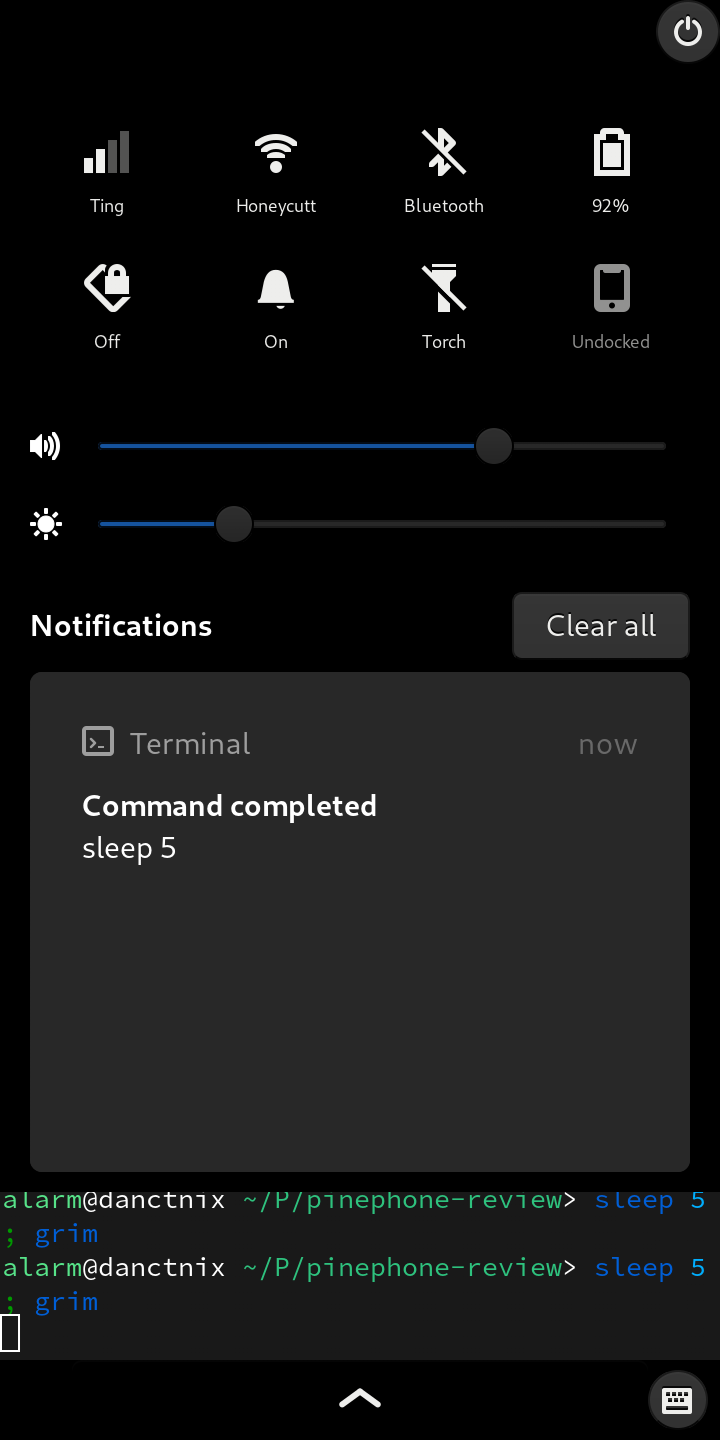 Ting Honeycutt Bluetooth 92%
Off On Torch Undocked
Notifications Clear all
Terminal now
Command completed
sleep 5
alarm@danctnix ~/P/pinephone-review> sleep 5
; grim
alarm@danctnix ~/P/pinephone-review> sleep 5
; grim